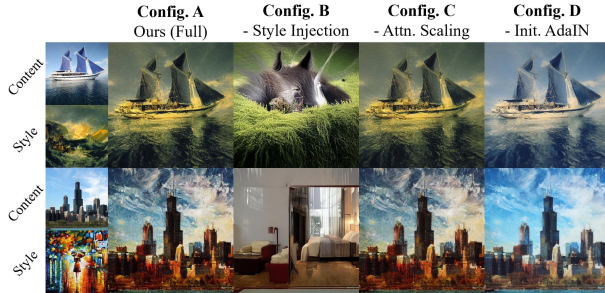 Config. A Config. B Config. C Config. D
Ours (Full) - Style Injection - Attn. Scaling - Init. AdaIN
Content
Style
Content
Style